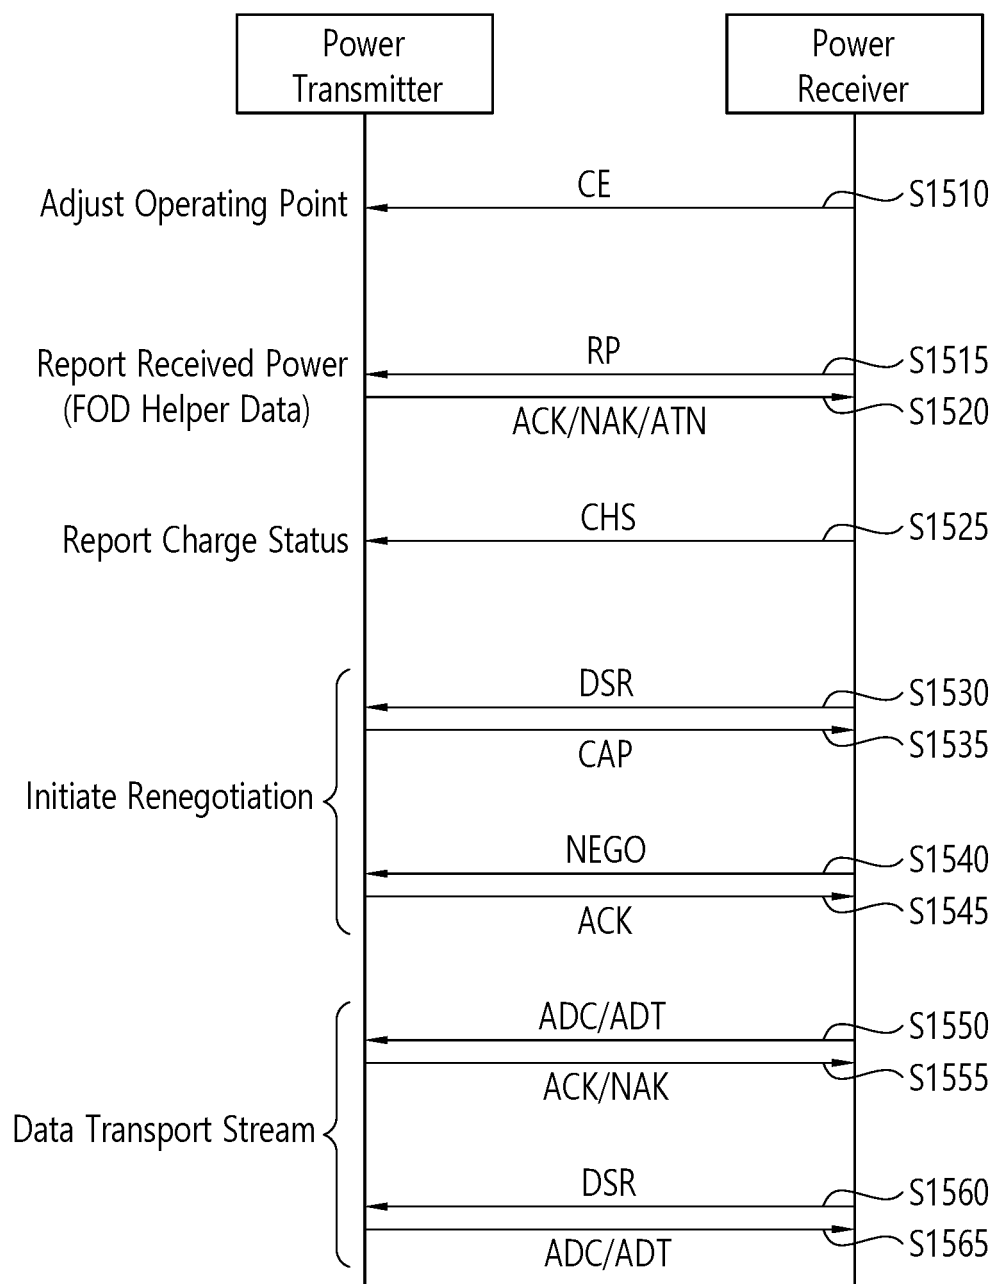 Power
Transmitter
Power
Receiver
CE
S1510
Adjust Operating Point
RP
S1515
Report Received Power
(FOD Helper Data)
S1520
ACK/NAK/ATN
CHS
S1525
Report Charge Status
DSR
S1530
S1535
CAP
Initiate Renegotiation
NEGO
S1540
S1545
ACK
ADC/ADT
S1550
S1555
ACK/NAK
Data Transport Stream
DSR
S1560
S1565
ADC/ADT